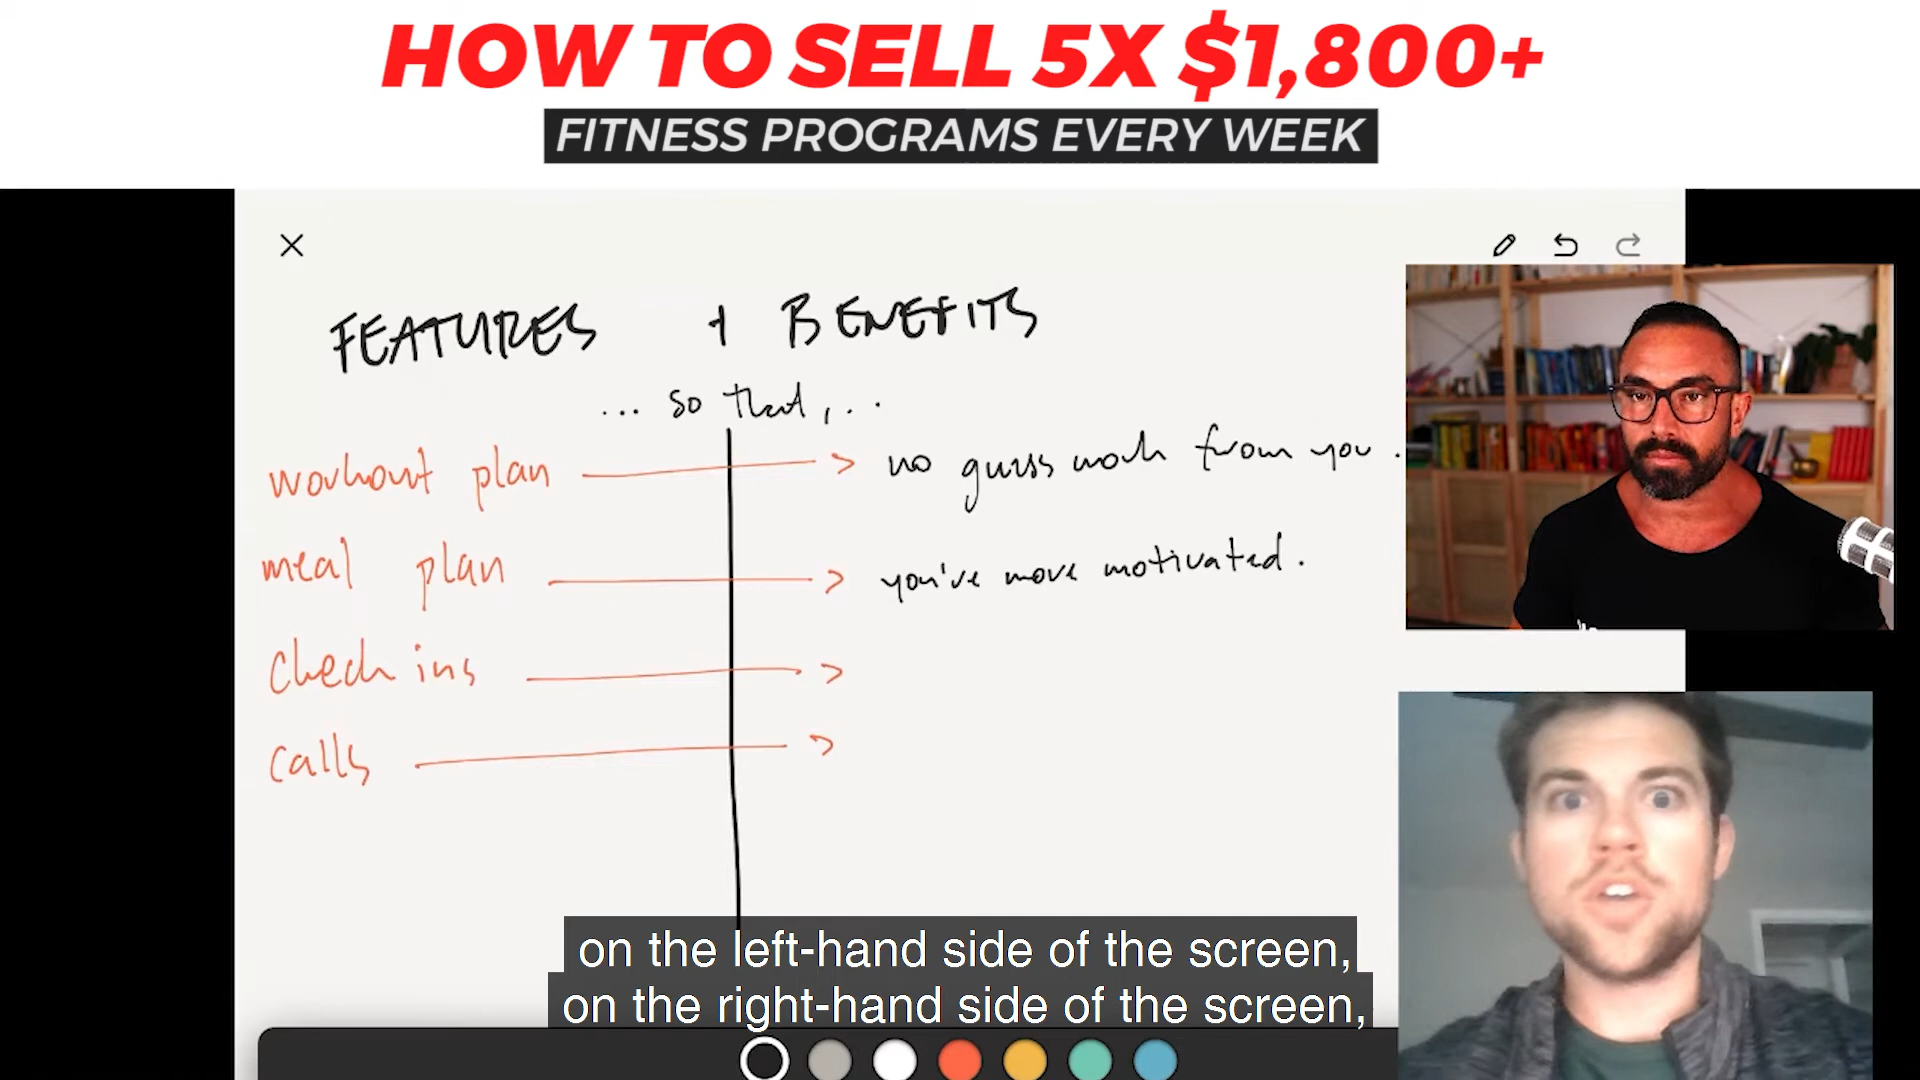 HOW TO SELL 5X $1,800+
FITNESS PROGRAMS EVERY WEEK
FEATURES + BENEFITS
... so that, ..
workout plan → no guess work from you.
meal plan → you've more motivated.
Check ins →
calls →
on the left-hand side of the screen,
on the right-hand side of the screen,